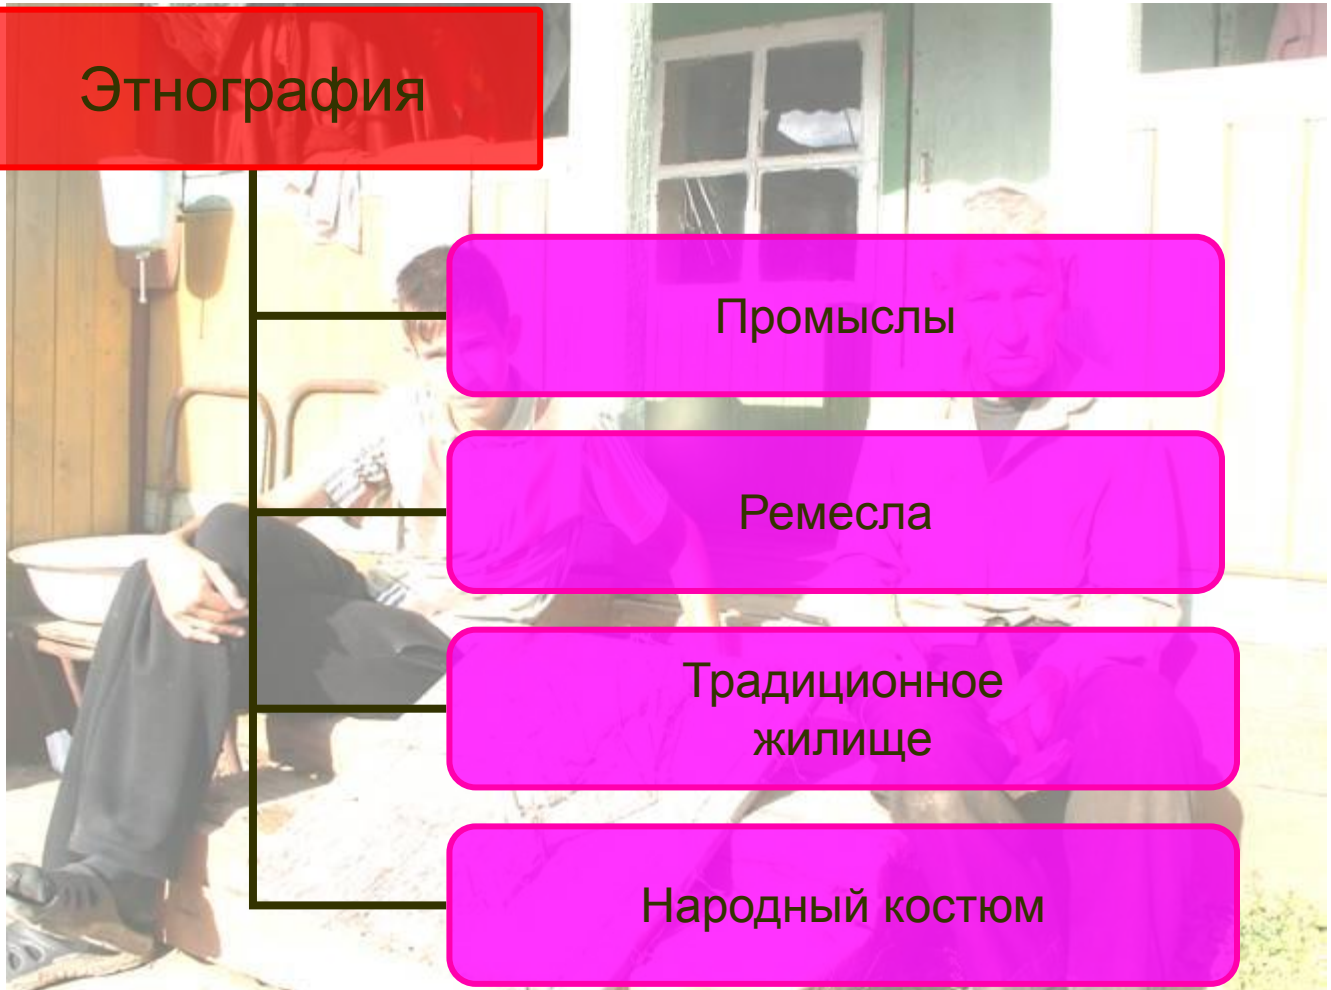 Этнография
Промыслы
Ремесла
Традиционное
жилище
Народный костюм